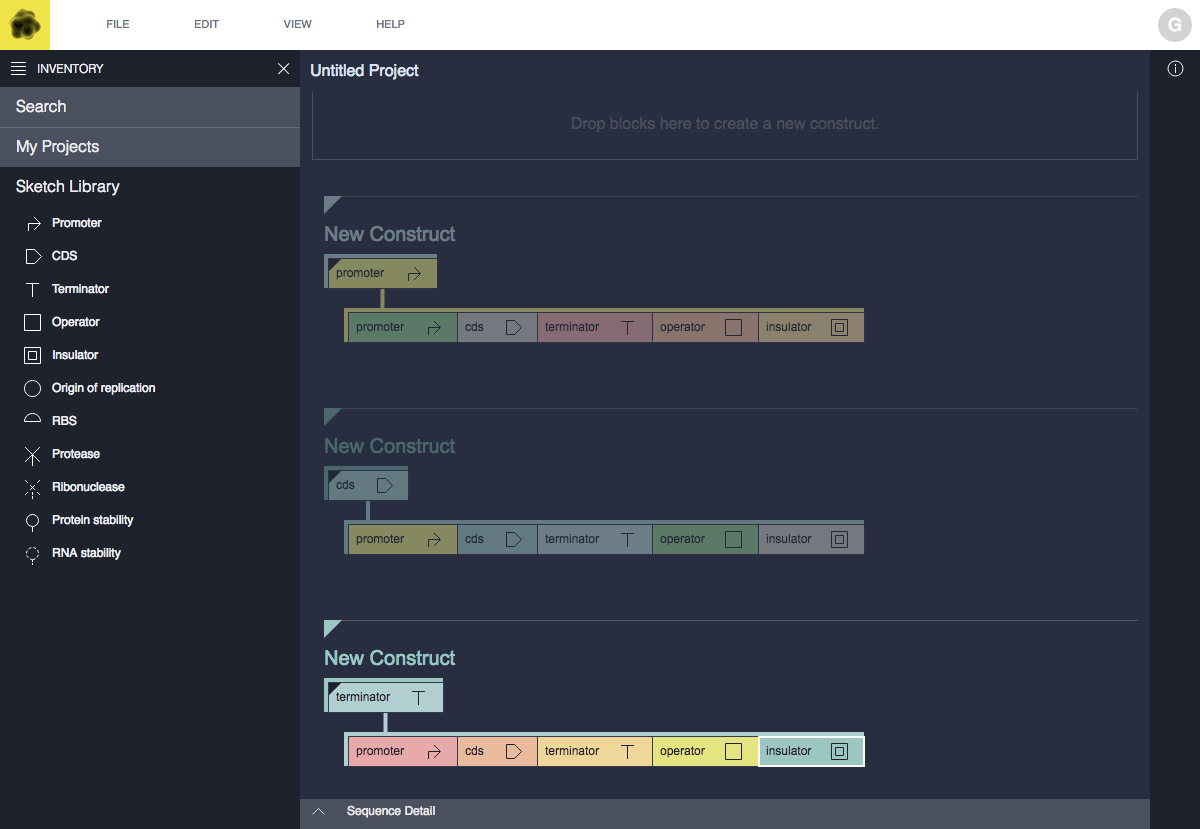 FILE EDIT VIEW HELP
G
INVENTORY
Search
My Projects
Sketch Library
Promoter
CDS
Terminator
Operator
Insulator
Origin of replication
RBS
Protease
Ribonuclease
Protein stability
RNA stability
Untitled Project
Drop blocks here to create a new construct.
New Construct
promoter
promoter cds terminator operator insulator
New Construct
cds
promoter cds terminator operator insulator
New Construct
terminator
promoter cds terminator operator insulator
Sequence Detail